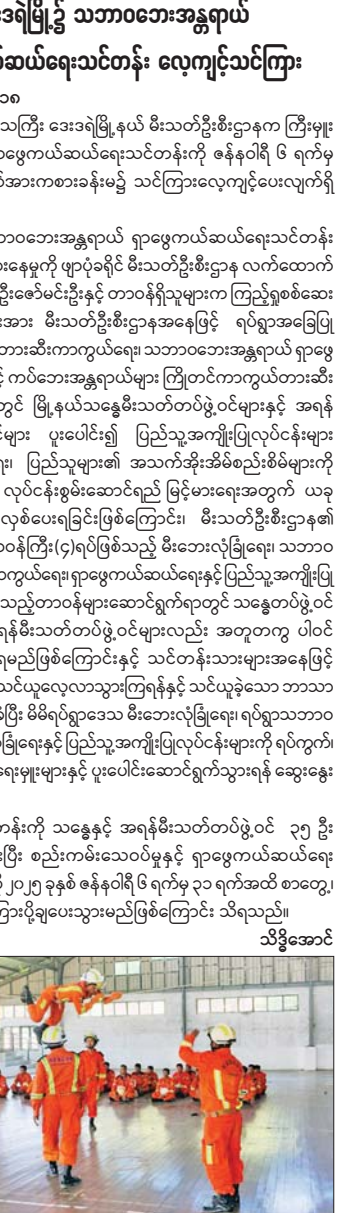 ဒေးဒရဲမြို့၌ သဘာဝဘေးအန္တရာယ်
ကယ်ဆယ်ရေးသင်တန်း လေ့ကျင့်သင်ကြား
၁၈
ဒေးဒရဲမြို့နယ် မီးသတ်ဦးစီးဌာနက ကြီးမှူး
ရှာဖွေကယ်ဆယ်ရေးသင်တန်းကို ဇန်နဝါရီ ၆ ရက်မှ
အားကစားခန်းမ၌ သင်ကြားလေ့ကျင့်ပေးလျက်ရှိ
သဘာဝဘေးအန္တရာယ် ရှာဖွေကယ်ဆယ်ရေးသင်တန်း
နေမှုကို ဖျာပုံခရိုင် မီးသတ်ဦးစီးဌာန လက်ထောက်
ဦးဇော်မင်းဦးနှင့် တာဝန်ရှိသူများက ကြည့်ရှုစစ်ဆေး
အား မီးသတ်ဦးစီးဌာနအနေဖြင့် ရပ်ရွာအခြေပြု
တားဆီးကာကွယ်ရေး၊ သဘာဝဘေးအန္တရာယ် ရှာဖွေ
ကပ်ဘေးအန္တရာယ်များ ကြိုတင်ကာကွယ်တားဆီး
တွင် မြို့နယ်သန္ဓေမီးသတ်တပ်ဖွဲ့ဝင်များနှင့် အရန်
ဝင်များ ပူးပေါင်း၍ ပြည်သူ့အကျိုးပြုလုပ်ငန်းများ
ရေး၊ ပြည်သူများ၏ အသက်အိုးအိမ်စည်းစိမ်များကို
လုပ်ငန်းစွမ်းဆောင်ရည် မြင့်မားရေးအတွက် ယခု
လှစ်ပေးရခြင်းဖြစ်ကြောင်း၊ မီးသတ်ဦးစီးဌာန၏
တာဝန်ကြီး(၄)ရပ်ဖြစ်သည့် မီးဘေးလုံခြုံရေး၊ သဘာဝ
ကာကွယ်ရေး၊ ရှာဖွေကယ်ဆယ်ရေးနှင့်ပြည်သူ့အကျိုးပြု
သည့်တာဝန်များဆောင်ရွက်ရာတွင် သန္ဓေတပ်ဖွဲ့ဝင်
အရန်မီးသတ်တပ်ဖွဲ့ဝင်များလည်း အတူတကွ ပါဝင်
ရမည်ဖြစ်ကြောင်းနှင့် သင်တန်းသားများအနေဖြင့်
သင်ယူလေ့လာသွားကြရန်နှင့် သင်ယူခဲ့သော ဘာသာ
ပြီး မိမိရပ်ရွာဒေသ မီးဘေးလုံခြုံရေး၊ ရပ်ရွာသဘာဝ
ခြုံရေးနှင့် ပြည်သူ့အကျိုးပြုလုပ်ငန်းများကို ရပ်ကွက်၊
ရေးမှူးများနှင့် ပူးပေါင်းဆောင်ရွက်သွားရန် ဆွေးနွေး
သင်တန်းကို သန္ဓေနှင့် အရန်မီးသတ်တပ်ဖွဲ့ဝင် ၃၅ ဦး
ပြီး စည်းကမ်းသေဝပ်မှုနှင့် ရှာဖွေကယ်ဆယ်ရေး
၂၀၂၅ ခုနှစ် ဇန်နဝါရီ ၆ ရက်မှ ၃၁ ရက်အထိ စာတွေ့၊
ကြားပို့ချပေးသွားမည်ဖြစ်ကြောင်း သိရသည်။
သိဒ္ဓိအောင်